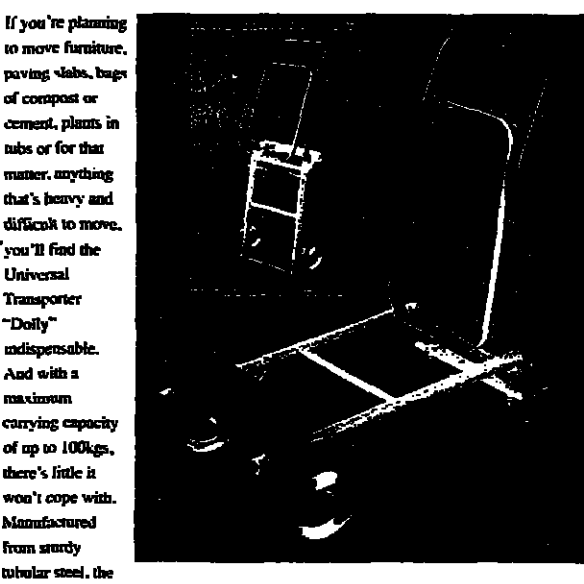 If you're planning
to move furniture,
paving slabs, bags
of compost or
cement, plants in
tubs or for that
matter, anything
that's heavy and
difficult to move,
you'll find the
Universal
Transporter
"Dolly"
indispensable.
And with a
maximum
carrying capacity
of up to 100kgs,
there's little it
won't cope with.
Manufactured
from sturdy
tubular steel, the